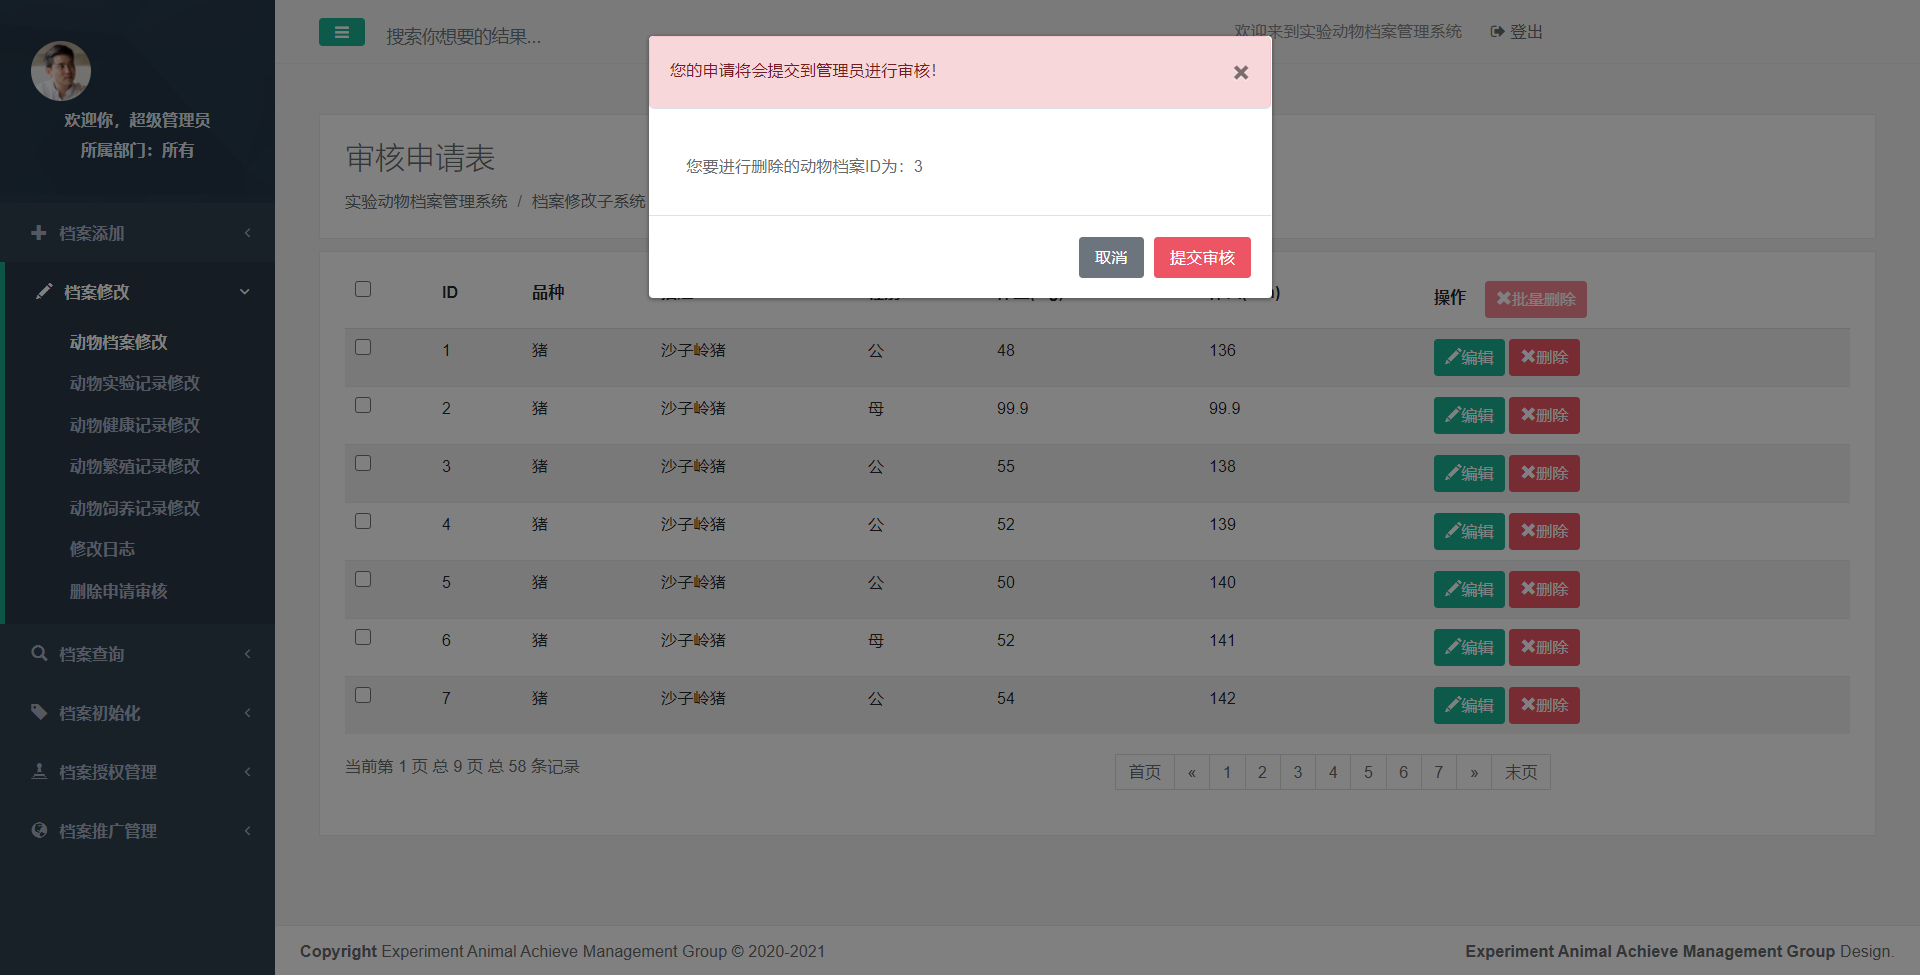 欢迎你，超级管理员
所属部门：所有
档案添加
档案修改
动物档案修改
动物实验记录修改
动物健康记录修改
动物繁殖记录修改
动物饲养记录修改
修改日志
删除申请审核
档案查询
档案初始化
档案授权管理
档案推广管理
搜索你想要的结果...
欢迎来到实验动物档案管理系统 登出
您的申请将会提交到管理员进行审核！
您要进行删除的动物档案ID为：3
取消 提交审核
审核申请表
实验动物档案管理系统 / 档案修改子系统
ID 品种 操作 批量删除
1 猪 沙子岭猪 公 48 136 编辑 删除
2 猪 沙子岭猪 母 99.9 99.9 编辑 删除
3 猪 沙子岭猪 公 55 138 编辑 删除
4 猪 沙子岭猪 公 52 139 编辑 删除
5 猪 沙子岭猪 公 50 140 编辑 删除
6 猪 沙子岭猪 母 52 141 编辑 删除
7 猪 沙子岭猪 公 54 142 编辑 删除
当前第 1 页 总 9 页 总 58 条记录
首页 « 1 2 3 4 5 6 7 » 末页
Copyright Experiment Animal Achieve Management Group © 2020-2021
Experiment Animal Achieve Management Group Design.